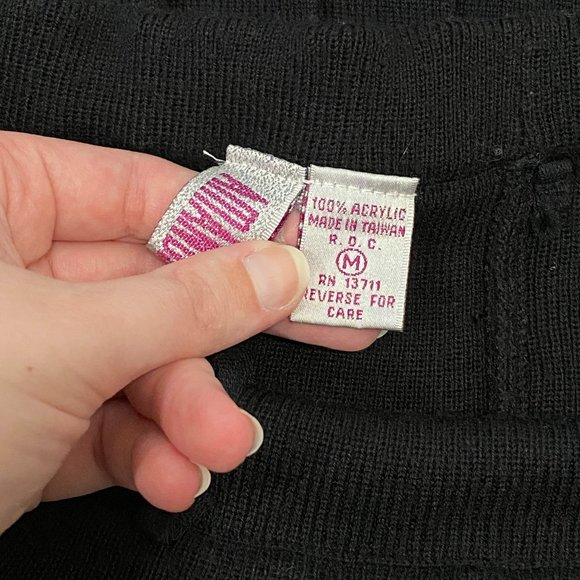 100% ACRYLIC
MADE IN TAIWAN
R. O. C.
M
RN 13711
REVERSE FOR
CARE